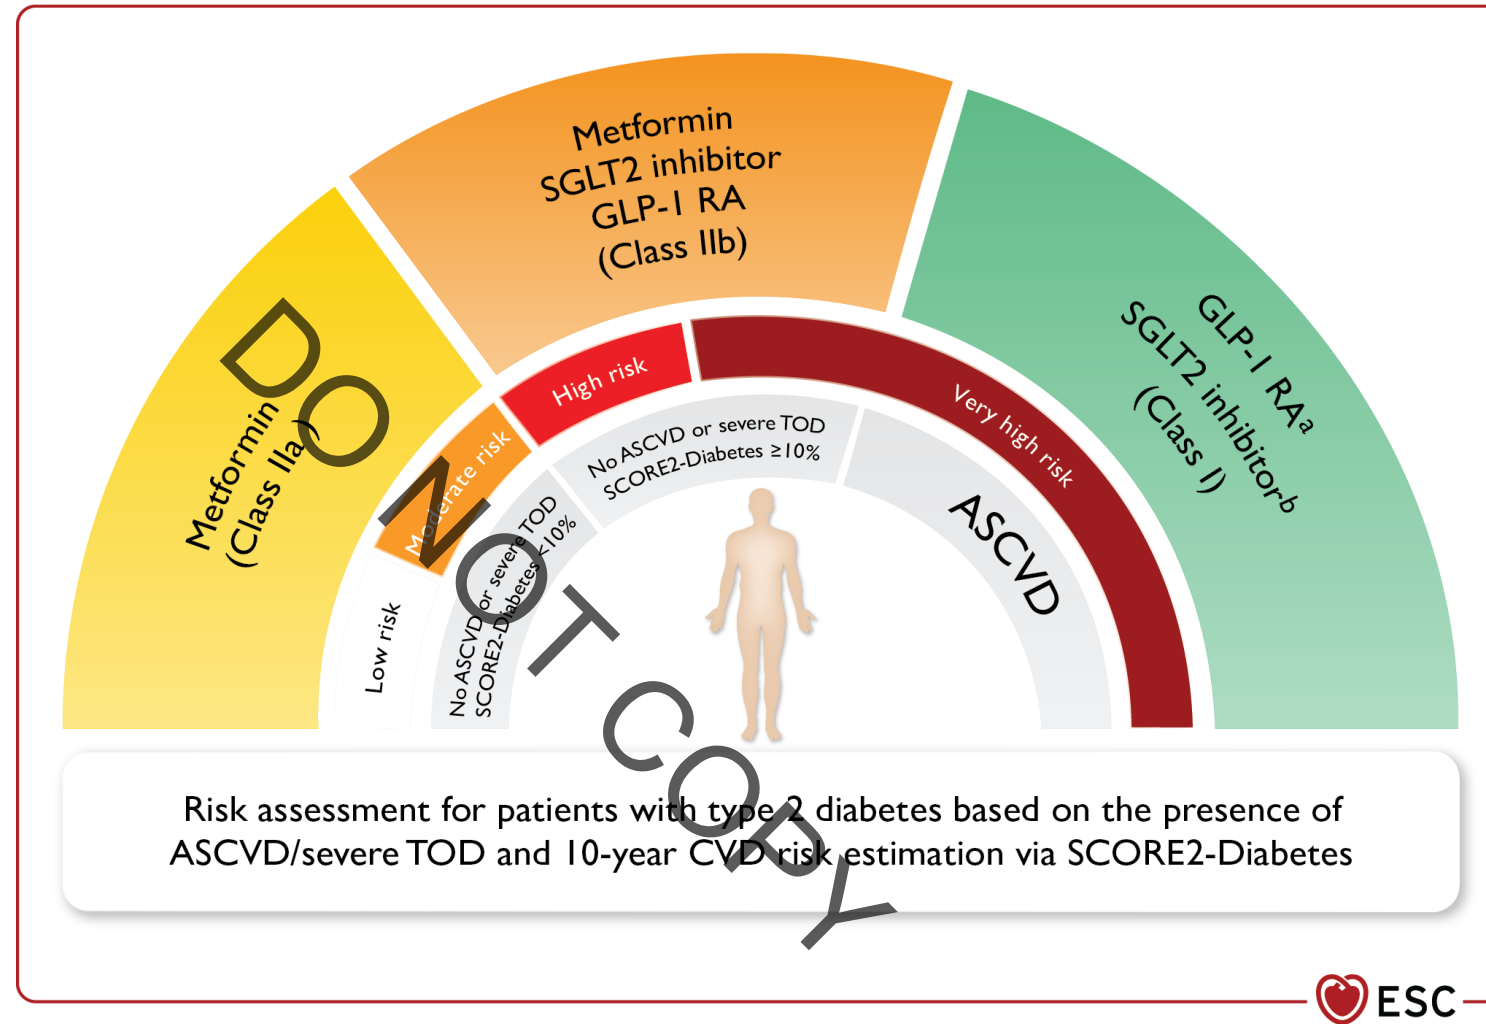 Metformin
SGLT2 inhibitor
GLP-1 RA
(Class IIb)
Metformin
(Class IIa)
GLP-1 RAa
SGLT2 inhibitorb
(Class I)
Low risk
Moderate risk
High risk
Very high risk
No ASCVD or severe TOD
SCORE2-Diabetes <10%
No ASCVD or severe TOD
SCORE2-Diabetes ≥10%
ASCVD
DO NOT COPY
Risk assessment for patients with type 2 diabetes based on the presence of
ASCVD/severe TOD and 10-year CVD risk estimation via SCORE2-Diabetes
ESC